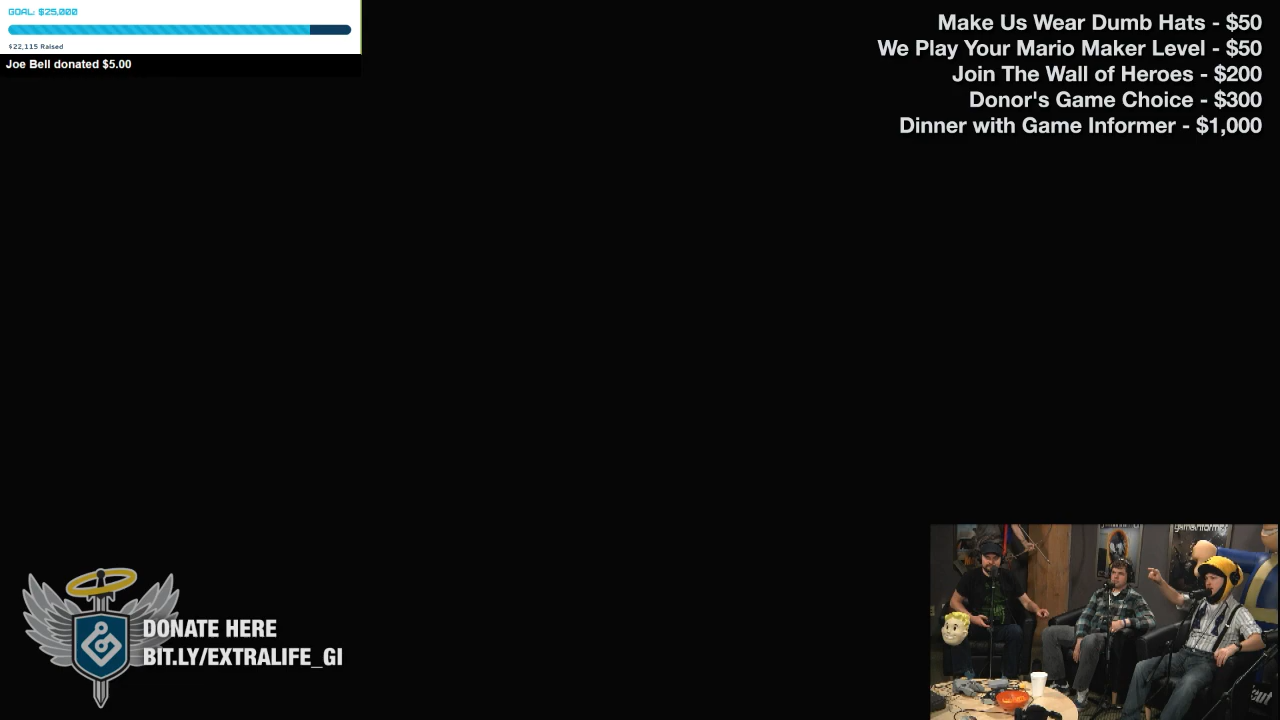 GOAL: $25,000
$22,115 Raised
Joe Bell donated $5.00
Make Us Wear Dumb Hats - $50
We Play Your Mario Maker Level - $50
Join The Wall of Heroes - $200
Donor's Game Choice - $300
Dinner with Game Informer - $1,000
DONATE HERE
BIT.LY/EXTRALIFE_GI